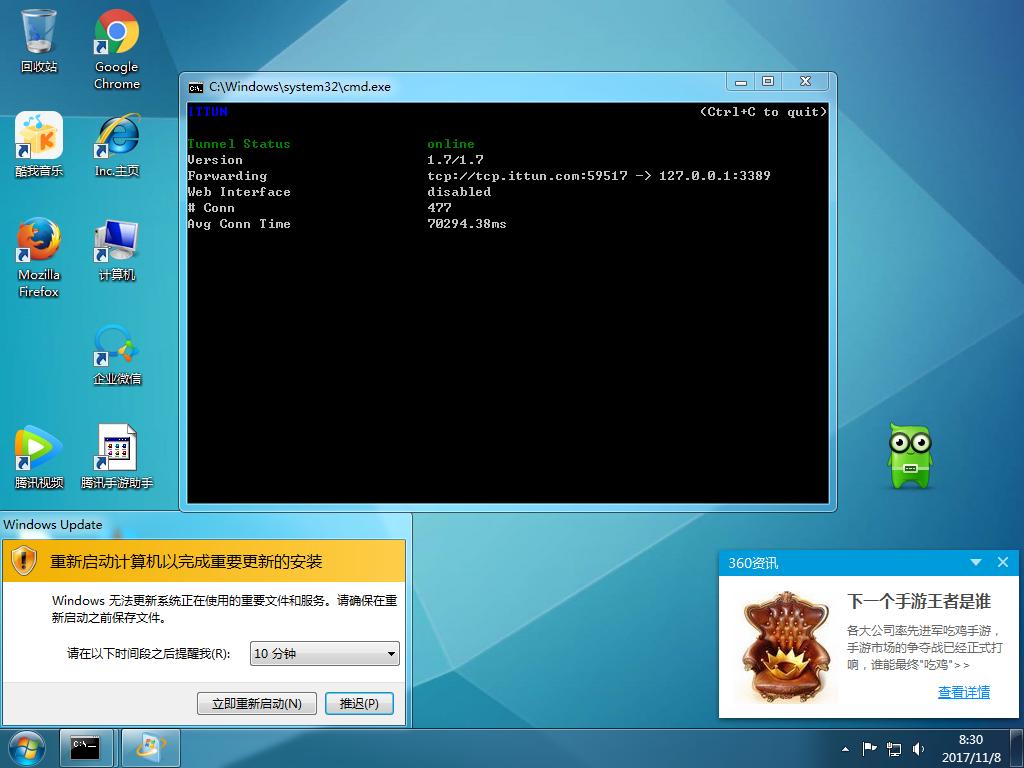 回收站
Google
Chrome
酷我音乐
Inc.主页
Mozilla
Firefox
计算机
企业微信
腾讯视频
腾讯手游助手
C:\Windows\system32\cmd.exe
ITTUN (Ctrl+C to quit)
Tunnel Status online
Version 1.7/1.7
Forwarding tcp://tcp.ittun.com:59517 -> 127.0.0.1:3389
Web Interface disabled
# Conn 477
Avg Conn Time 70294.38ms
Windows Update
重新启动计算机以完成重要更新的安装
Windows 无法更新系统正在使用的重要文件和服务。请确保在重
新启动之前保存文件。
请在以下时间段之后提醒我(R): 10 分钟
立即重新启动(N) 推迟(P)
360资讯
下一个手游王者是谁
各大公司率先进军吃鸡手游，
手游市场的争夺战已经正式打
响，谁能最终"吃鸡">>
查看详情
8:30
2017/11/8